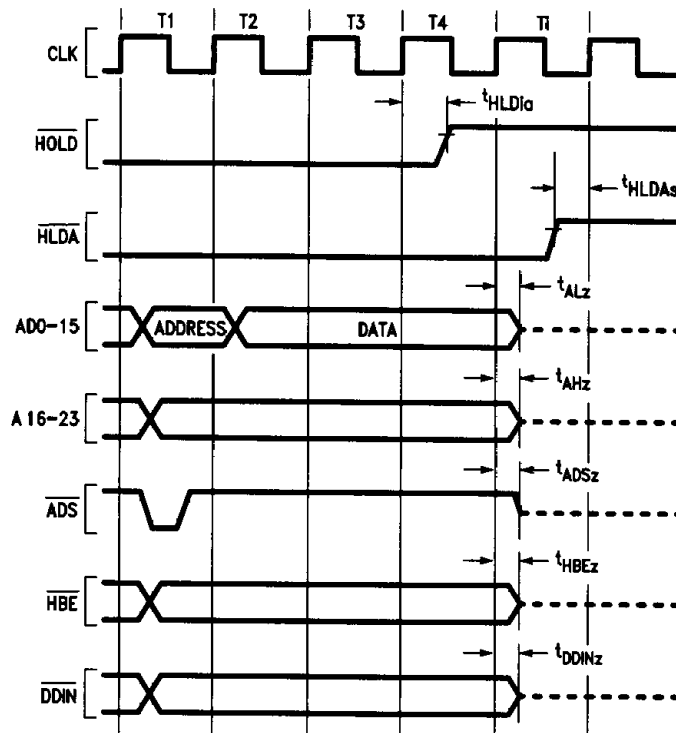 T1 T2 T3 T4 Ti
CLK
tHLDia
HOLD
tHLDAs
HLDA
tALz
AD0-15
ADDRESS
DATA
tAHz
A16-23
tADSz
ADS
tHBEz
HBE
tDDINz
DDIN